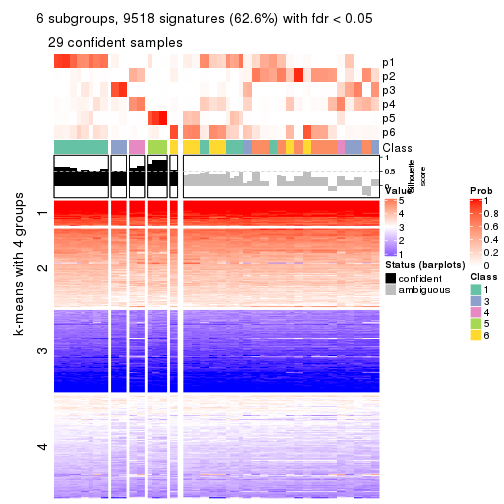 6 subgroups, 9518 signatures (62.6%) with fdr < 0.05
29 confident samples
p1
p2
p3
p4
p5
p6
Class
1
0.5
0
Silhouette
score
k-means with 4 groups
1
2
3
4
Value
5
4
3
2
1
Status (barplots)
confident
ambiguous
Prob
1
0.8
0.6
0.4
0.2
0
Class
1
3
4
5
6